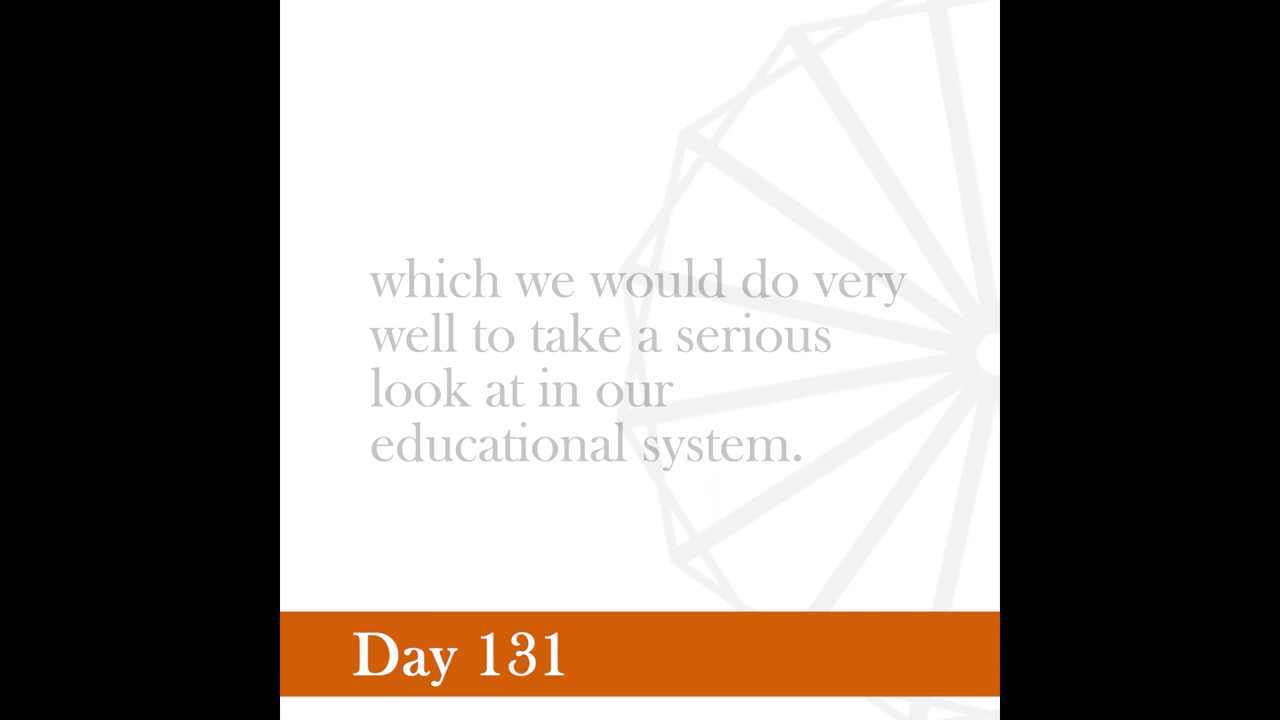 which we would do very
well to take a serious
look at in our
educational system.
Day 131